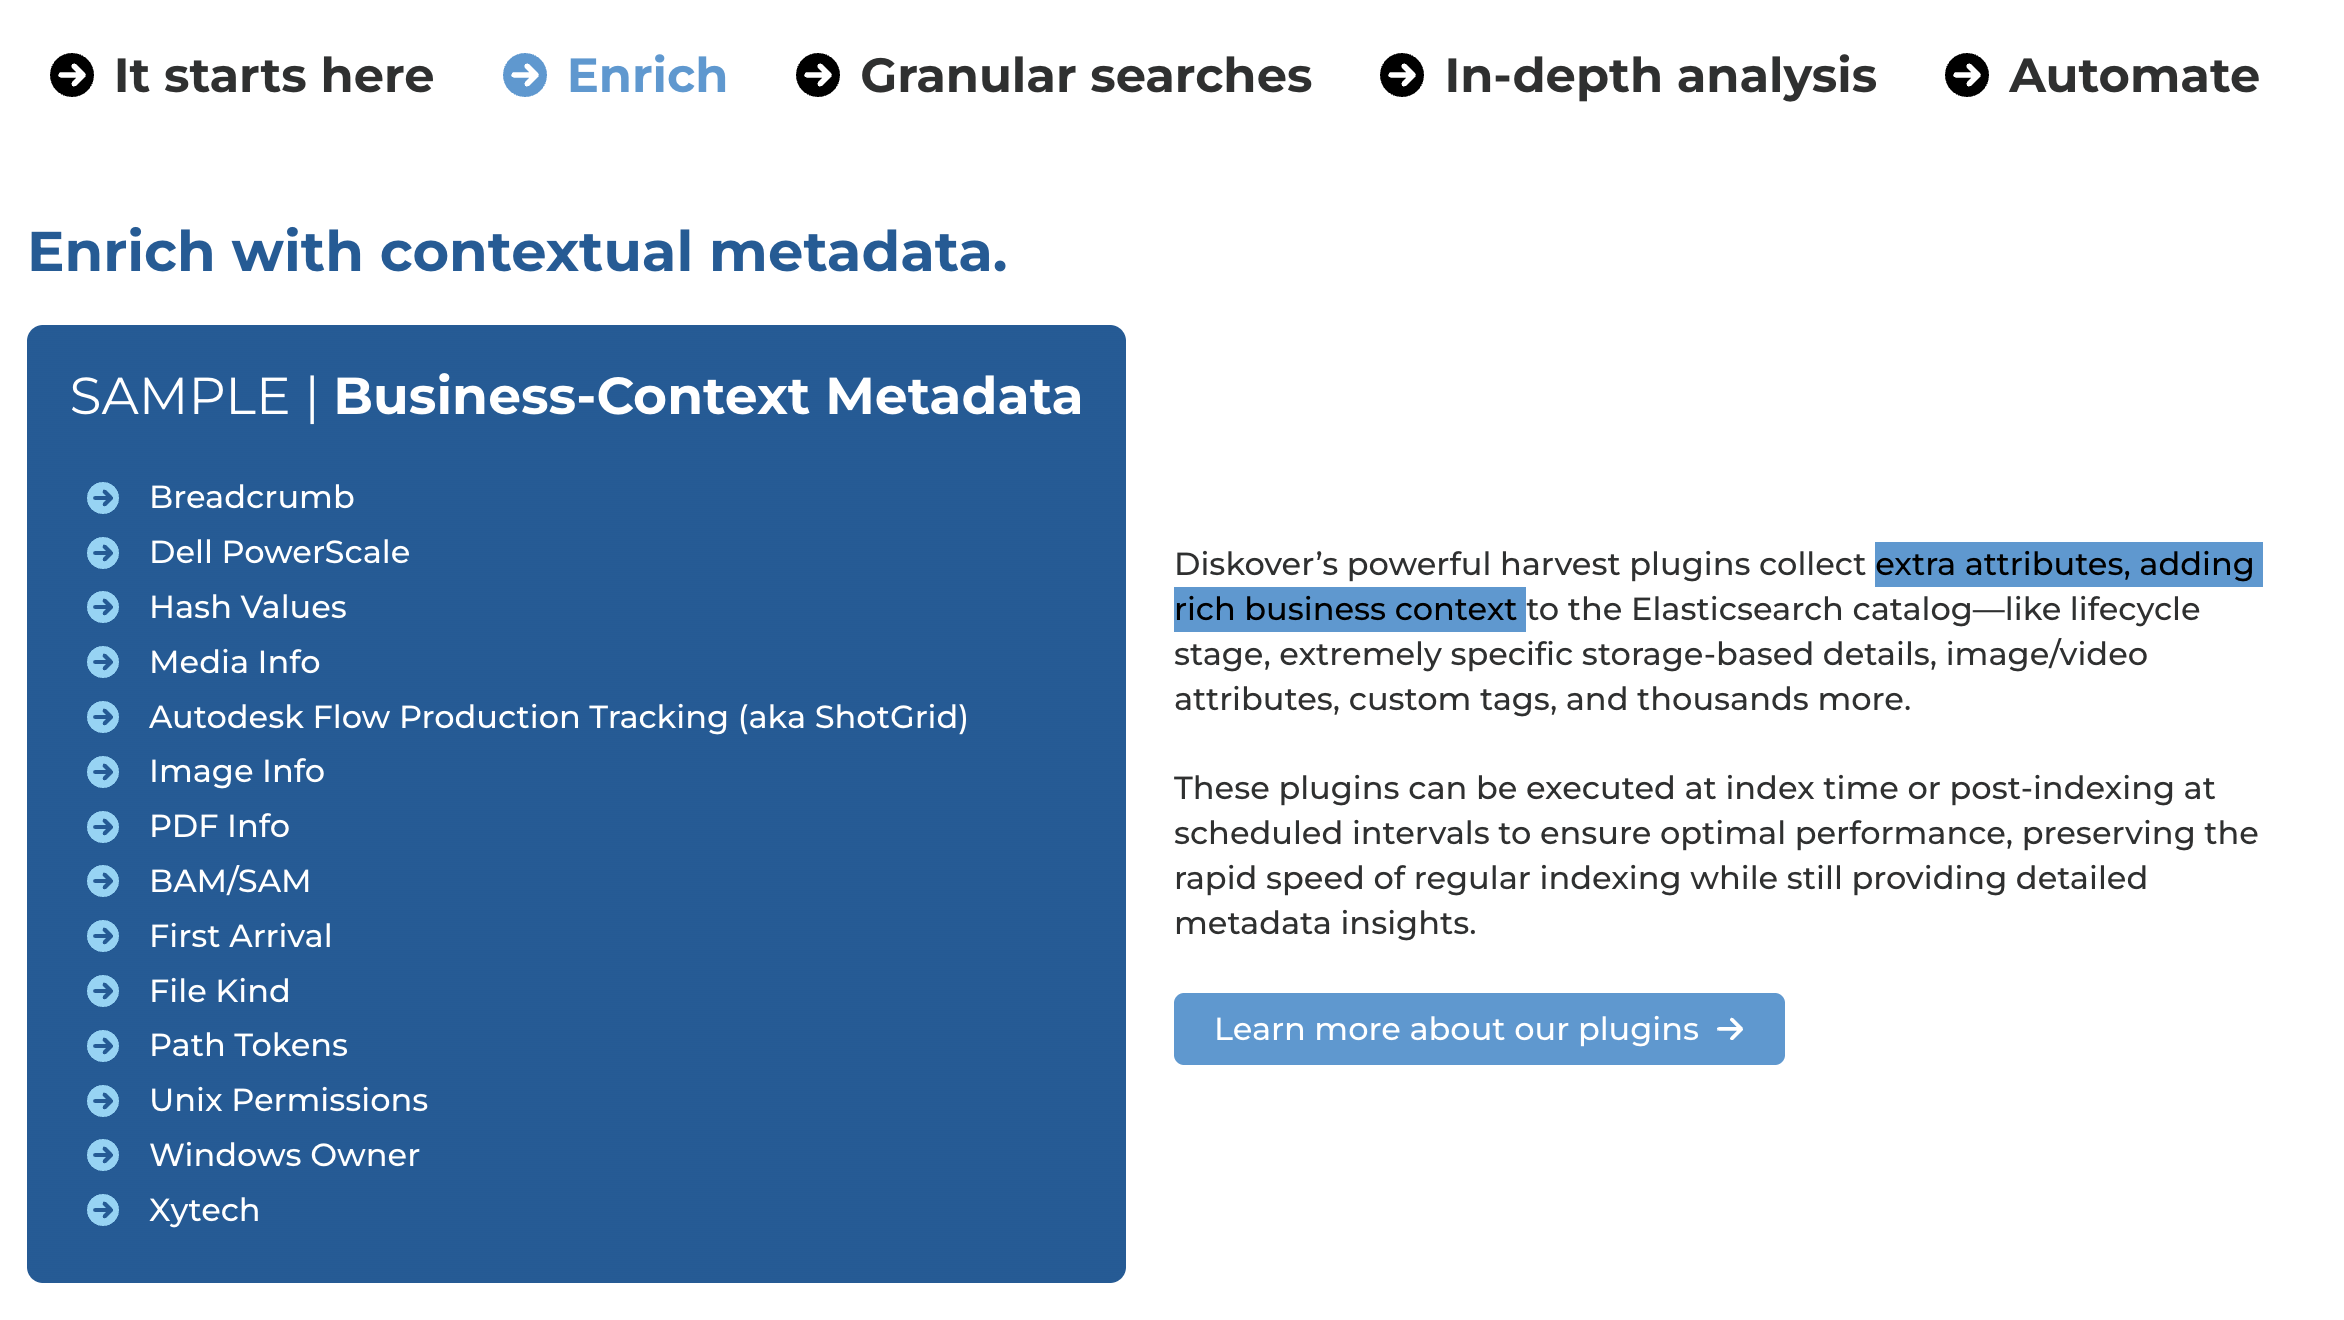 It starts here
Enrich
Granular searches
In-depth analysis
Automate
Enrich with contextual metadata.
SAMPLE | Business-Context Metadata
Breadcrumb
Dell PowerScale
Hash Values
Media Info
Autodesk Flow Production Tracking (aka ShotGrid)
Image Info
PDF Info
BAM/SAM
First Arrival
File Kind
Path Tokens
Unix Permissions
Windows Owner
Xytech
Diskover’s powerful harvest plugins collect extra attributes, adding
rich business context to the Elasticsearch catalog—like lifecycle
stage, extremely specific storage-based details, image/video
attributes, custom tags, and thousands more.
These plugins can be executed at index time or post-indexing at
scheduled intervals to ensure optimal performance, preserving the
rapid speed of regular indexing while still providing detailed
metadata insights.
Learn more about our plugins